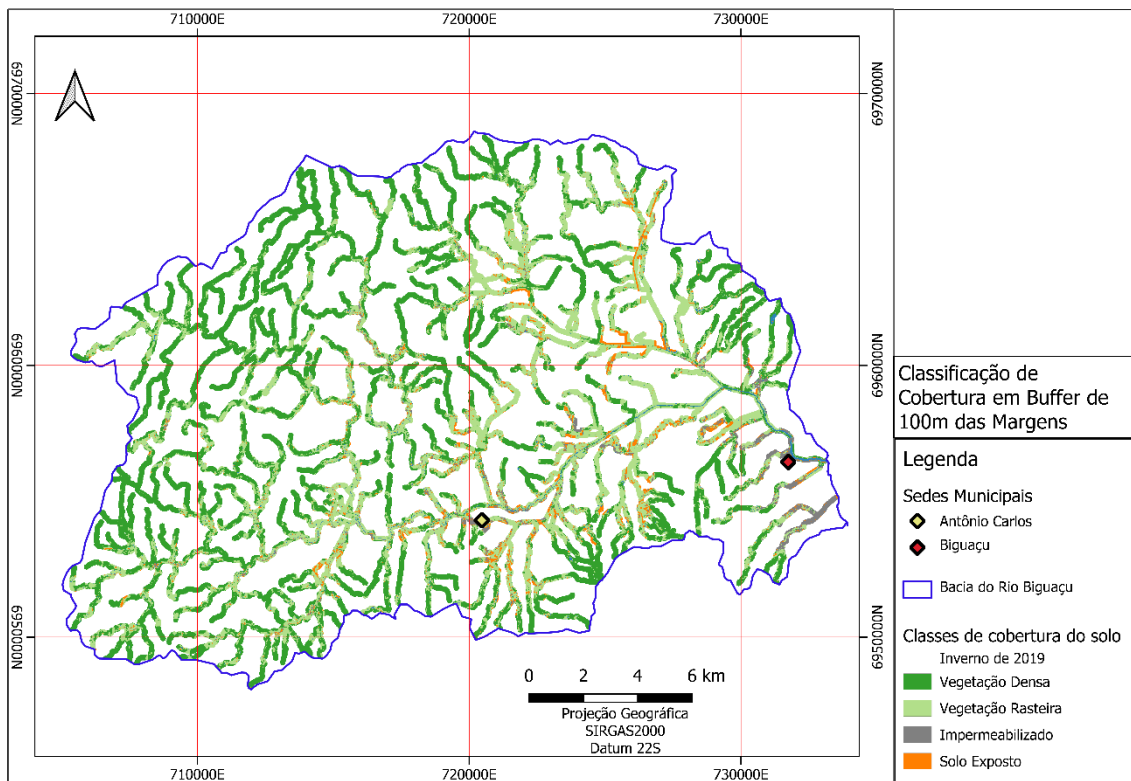 710000E
720000E
730000E
6970000N
6970000N
6960000N
6960000N
6950000N
6950000N
0 2 4 6 km
Projeção Geográfica
SIRGAS2000
Datum 22S
710000E
720000E
730000E
Classificação de
Cobertura em Buffer de
100m das Margens
Legenda
Sedes Municipais
Antônio Carlos
Biguaçu
Bacia do Rio Biguaçu
Classes de cobertura do solo
Inverno de 2019
Vegetação Densa
Vegetação Rasteira
Impermeabilizado
Solo Exposto